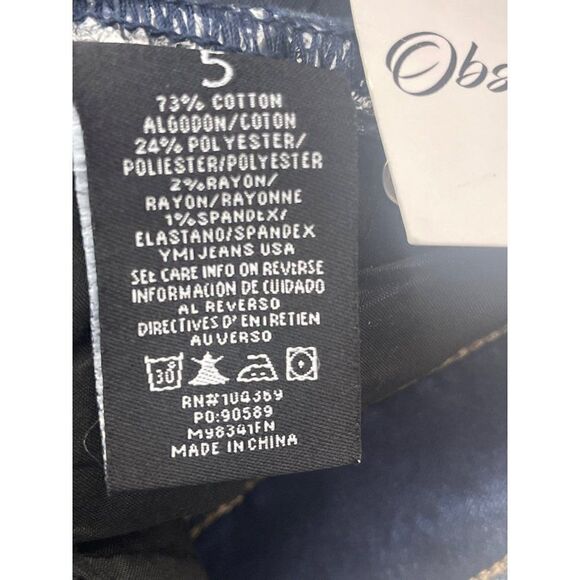 5
73% COTTON
ALGODON/COTON
24% POLYESTER/
POLIESTER/POLYESTER
2%RAYON/
RAYON/RAYONNE
1%SPANDEX/
ELASTANO/SPANDEX
YMI JEANS USA
SEE CARE INFO ON REVERSE
INFORMACION DE CUIDADO
AL REVERSO
DIRECTIVES D'ENTRETIEN
AU VERSO
30
RN#104369
PO:90589
M98341FN
MADE IN CHINA
Obs